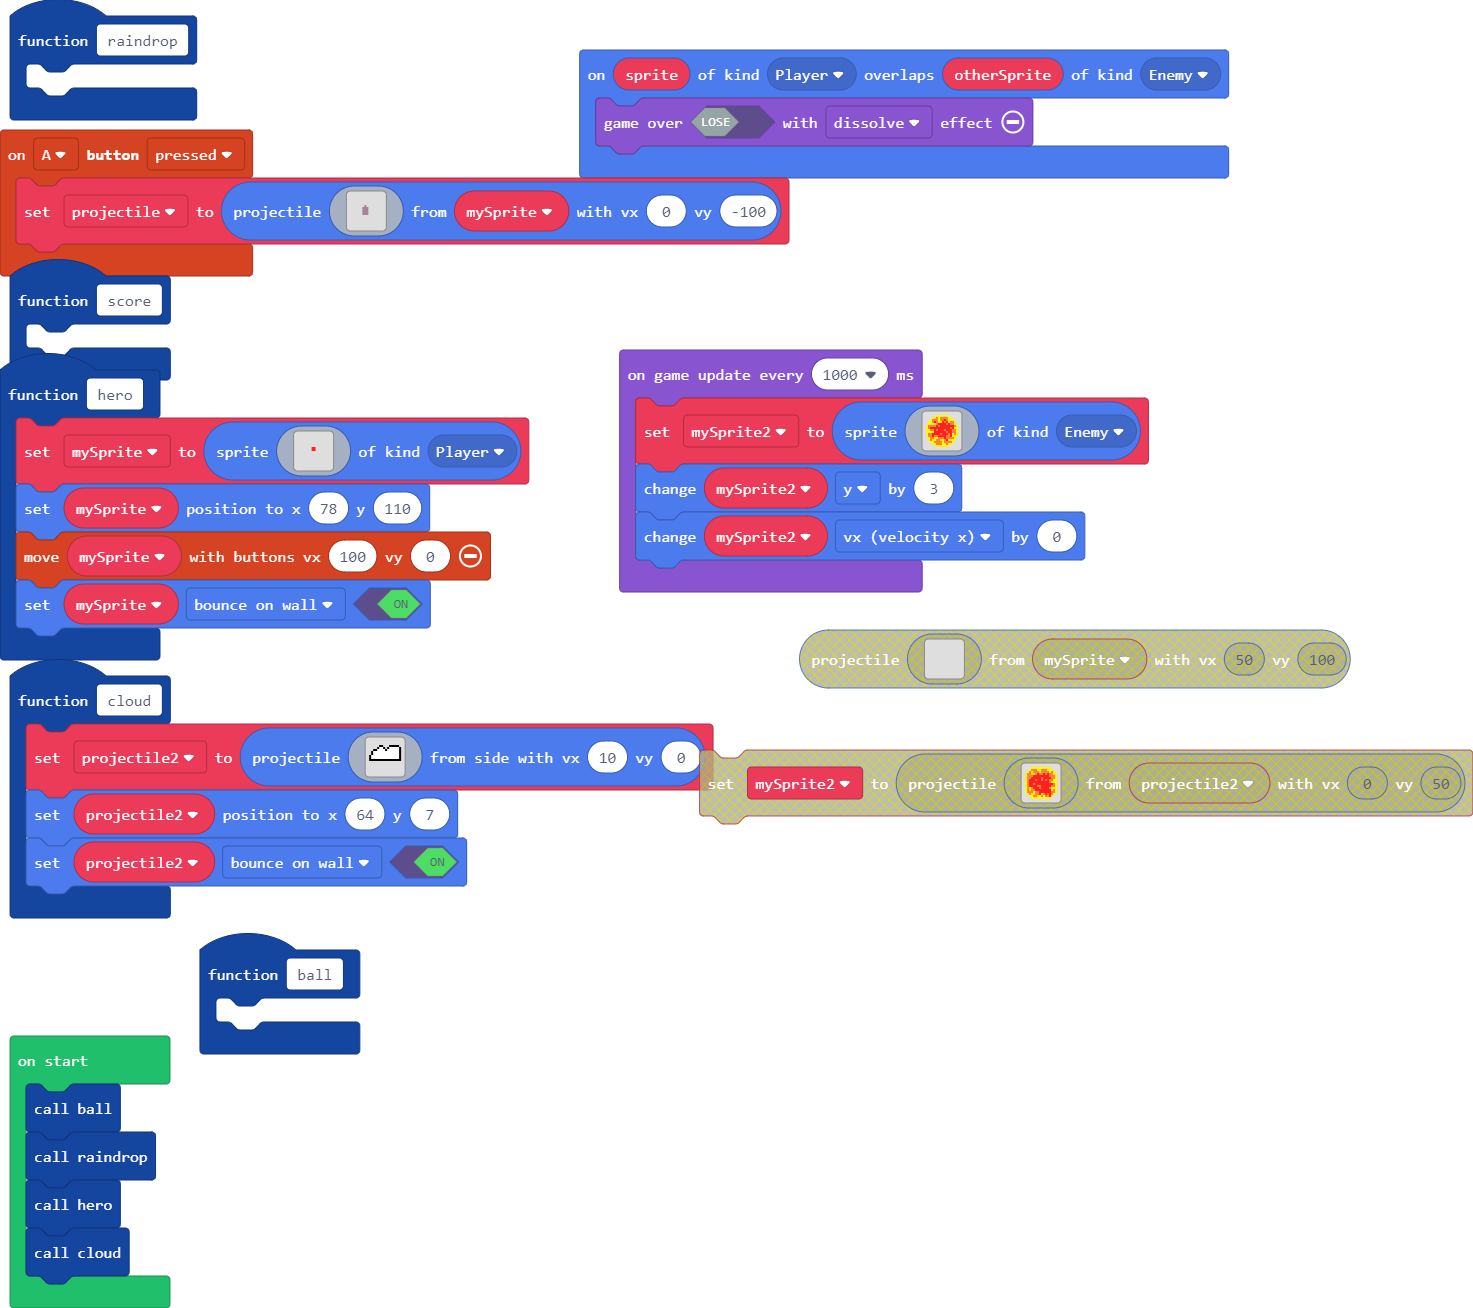 function raindrop
on sprite of kind Player overlaps otherSprite of kind Enemy
game over LOSE with dissolve effect
on A button pressed
set projectile to projectile from mySprite with vx 0 vy -100
function score
function hero
set mySprite to sprite of kind Player
set mySprite position to x 78 y 110
move mySprite with buttons vx 100 vy 0
set mySprite bounce on wall ON
on game update every 1000 ms
set mySprite2 to sprite of kind Enemy
change mySprite2 y by 3
change mySprite2 vx (velocity x) by 0
projectile from mySprite with vx 50 vy 100
function cloud
set projectile2 to projectile from side with vx 10 vy 0
set projectile2 position to x 64 y 7
set projectile2 bounce on wall ON
set mySprite2 to projectile from projectile2 with vx 0 vy 50
function ball
on start
call ball
call raindrop
call hero
call cloud